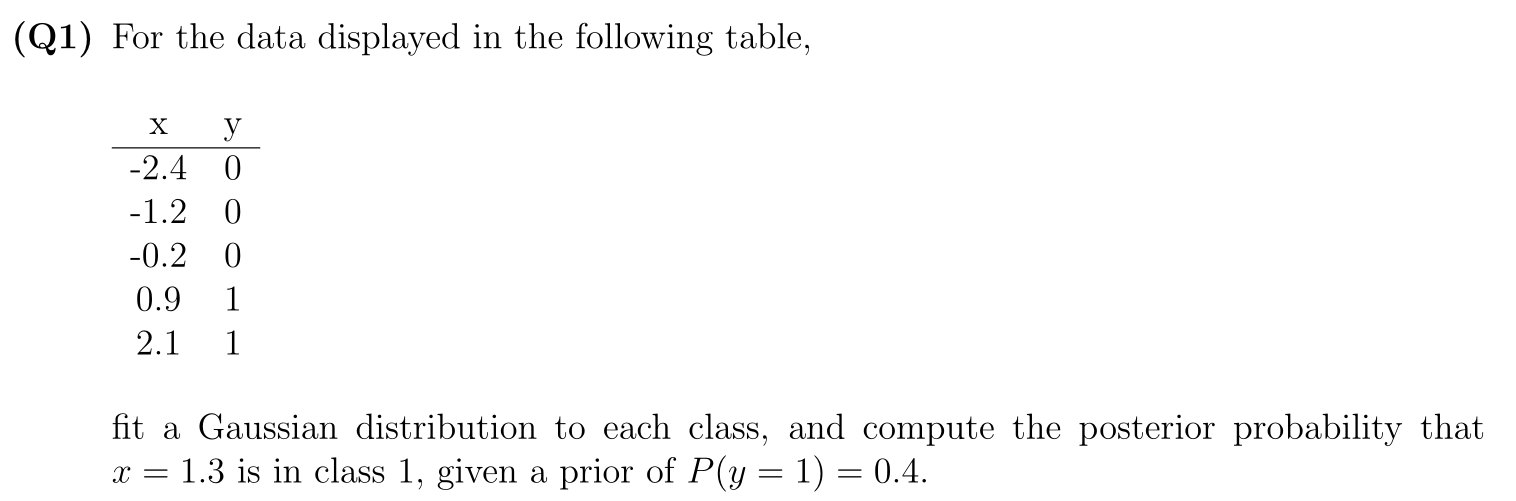 (Q1) For the data displayed in the following table,
x y
-2.4 0
-1.2 0
-0.2 0
0.9 1
2.1 1
fit a Gaussian distribution to each class, and compute the posterior probability that
x = 1.3 is in class 1, given a prior of P(y = 1) = 0.4.